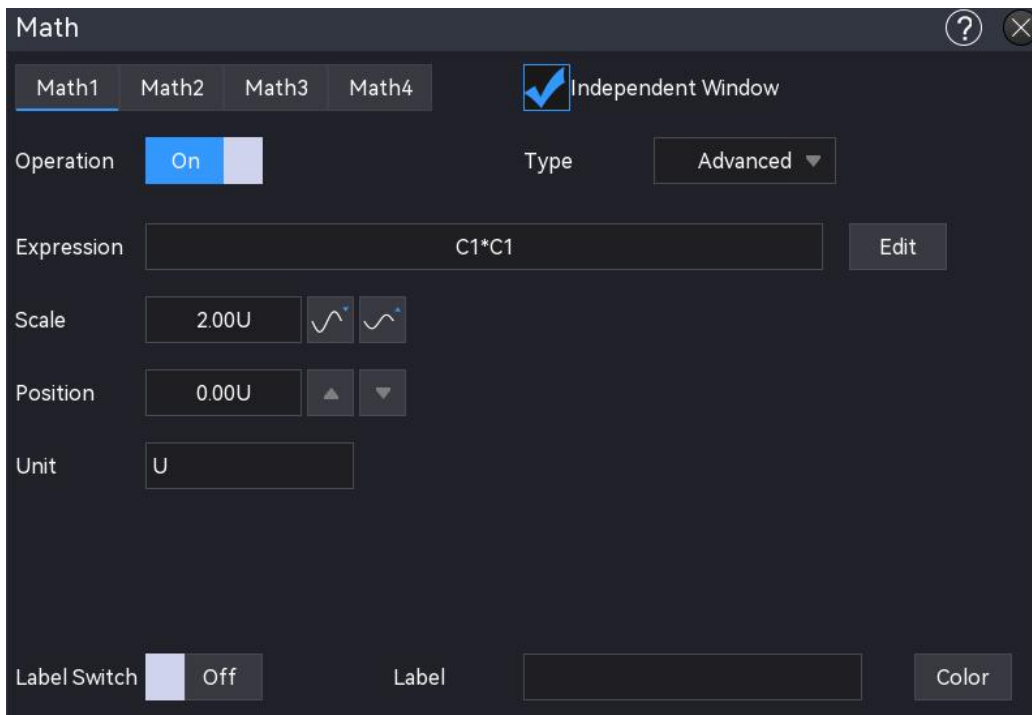 Math
?
Math1 Math2 Math3 Math4 Independent Window
Operation On Type Advanced
Expression C1*C1 Edit
Scale 2.00U
Position 0.00U
Unit U
Label Switch Off Label Color